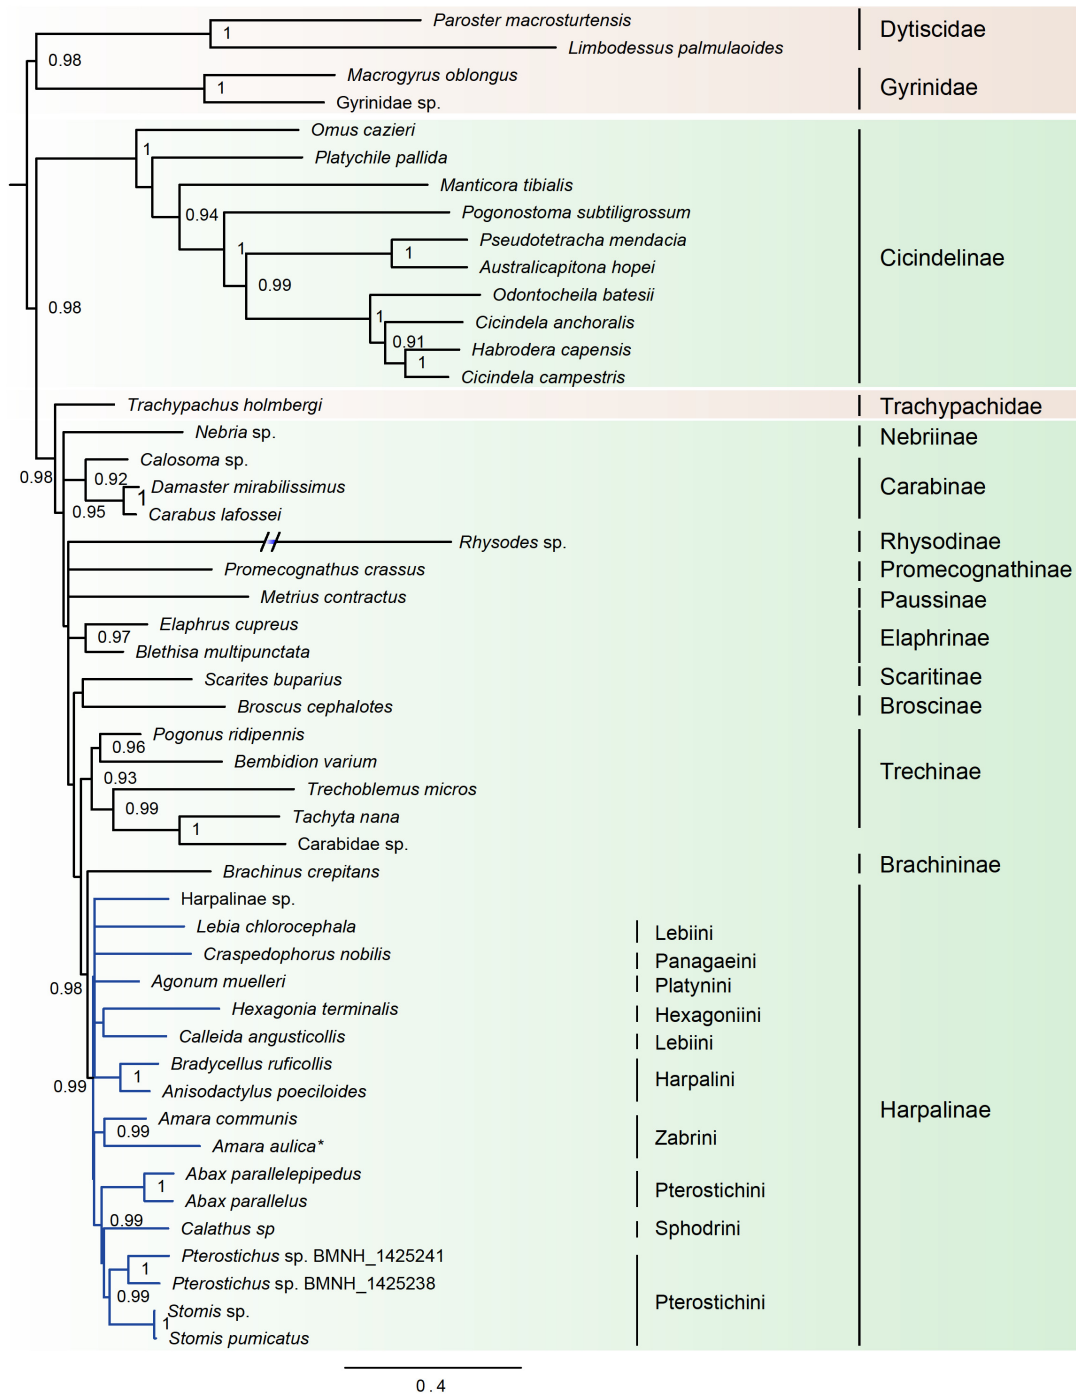 Paroster macrosturtensis
1
Dytiscidae
Limbodessus palmulaoides
0.98
Macrogyrus oblongus
1
Gyrinidae
Gyrinidae sp.
Omus cazieri
1
Platychile pallida
Manticora tibialis
0.94
Pogonostoma subtiligrossum
1
Pseudotetracha mendacia
1
Cicindelinae
Australicapitona hopei
0.99
Odontocheila batesii
0.98
1
Cicindela anchoralis
0.91
Habrodera capensis
1
Cicindela campestris
Trachypachus holmbergi
Trachypachidae
Nebria sp.
Nebriinae
Calosoma sp.
0.98
0.92
Damaster mirabilissimus
1
Carabinae
0.95
Carabus lafossei
Rhysodes sp.
Rhysodinae
Promecognathus crassus
Promecognathinae
Metrius contractus
Paussinae
Elaphrus cupreus
0.97
Elaphrinae
Blethisa multipunctata
Scarites buparius
Scaritinae
Broscus cephalotes
Broscinae
Pogonus ridipennis
0.96
Bembidion varium
0.93
Trechinae
Trechoblemus micros
0.99
Tachyta nana
1
Carabidae sp.
Brachinus crepitans
Brachininae
Harpalinae sp.
Lebia chlorocephala
Lebiini
Craspedophorus nobilis
Panagaeini
0.98
Agonum muelleri
Platynini
Hexagonia terminalis
Hexagoniini
Calleida angusticollis
Lebiini
Bradycellus ruficollis
1
Harpalini
0.99
Anisodactylus poeciloides
Harpalinae
Amara communis
0.99
Zabrini
Amara aulica*
Abax parallelepipedus
1
Pterostichini
Abax parallelus
0.99
Calathus sp
Sphodrini
Pterostichus sp. BMNH_1425241
1
Pterostichus sp. BMNH_1425238
0.99
Pterostichini
Stomis sp.
1
Stomis pumicatus
0.4